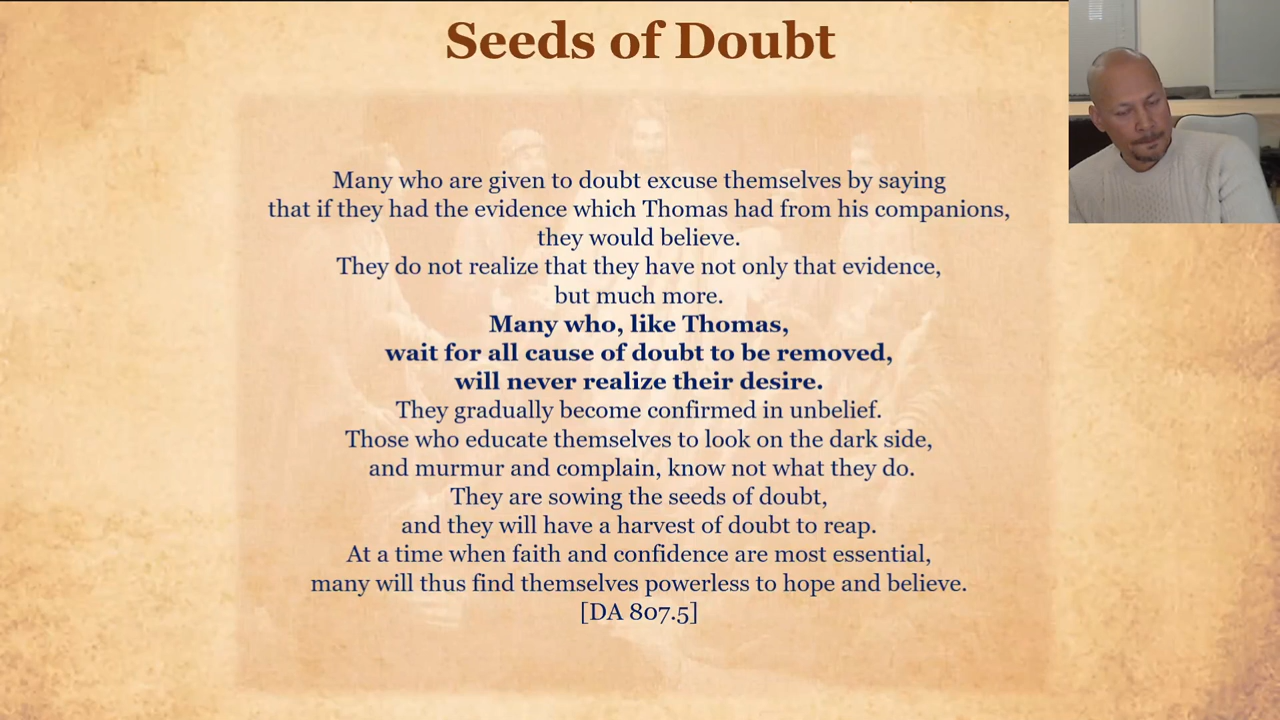 Seeds of Doubt
Many who are given to doubt excuse themselves by saying
that if they had the evidence which Thomas had from his companions,
they would believe.
They do not realize that they have not only that evidence,
but much more.
Many who, like Thomas,
wait for all cause of doubt to be removed,
will never realize their desire.
They gradually become confirmed in unbelief.
Those who educate themselves to look on the dark side,
and murmur and complain, know not what they do.
They are sowing the seeds of doubt,
and they will have a harvest of doubt to reap.
At a time when faith and confidence are most essential,
many will thus find themselves powerless to hope and believe.
[DA 807.5]